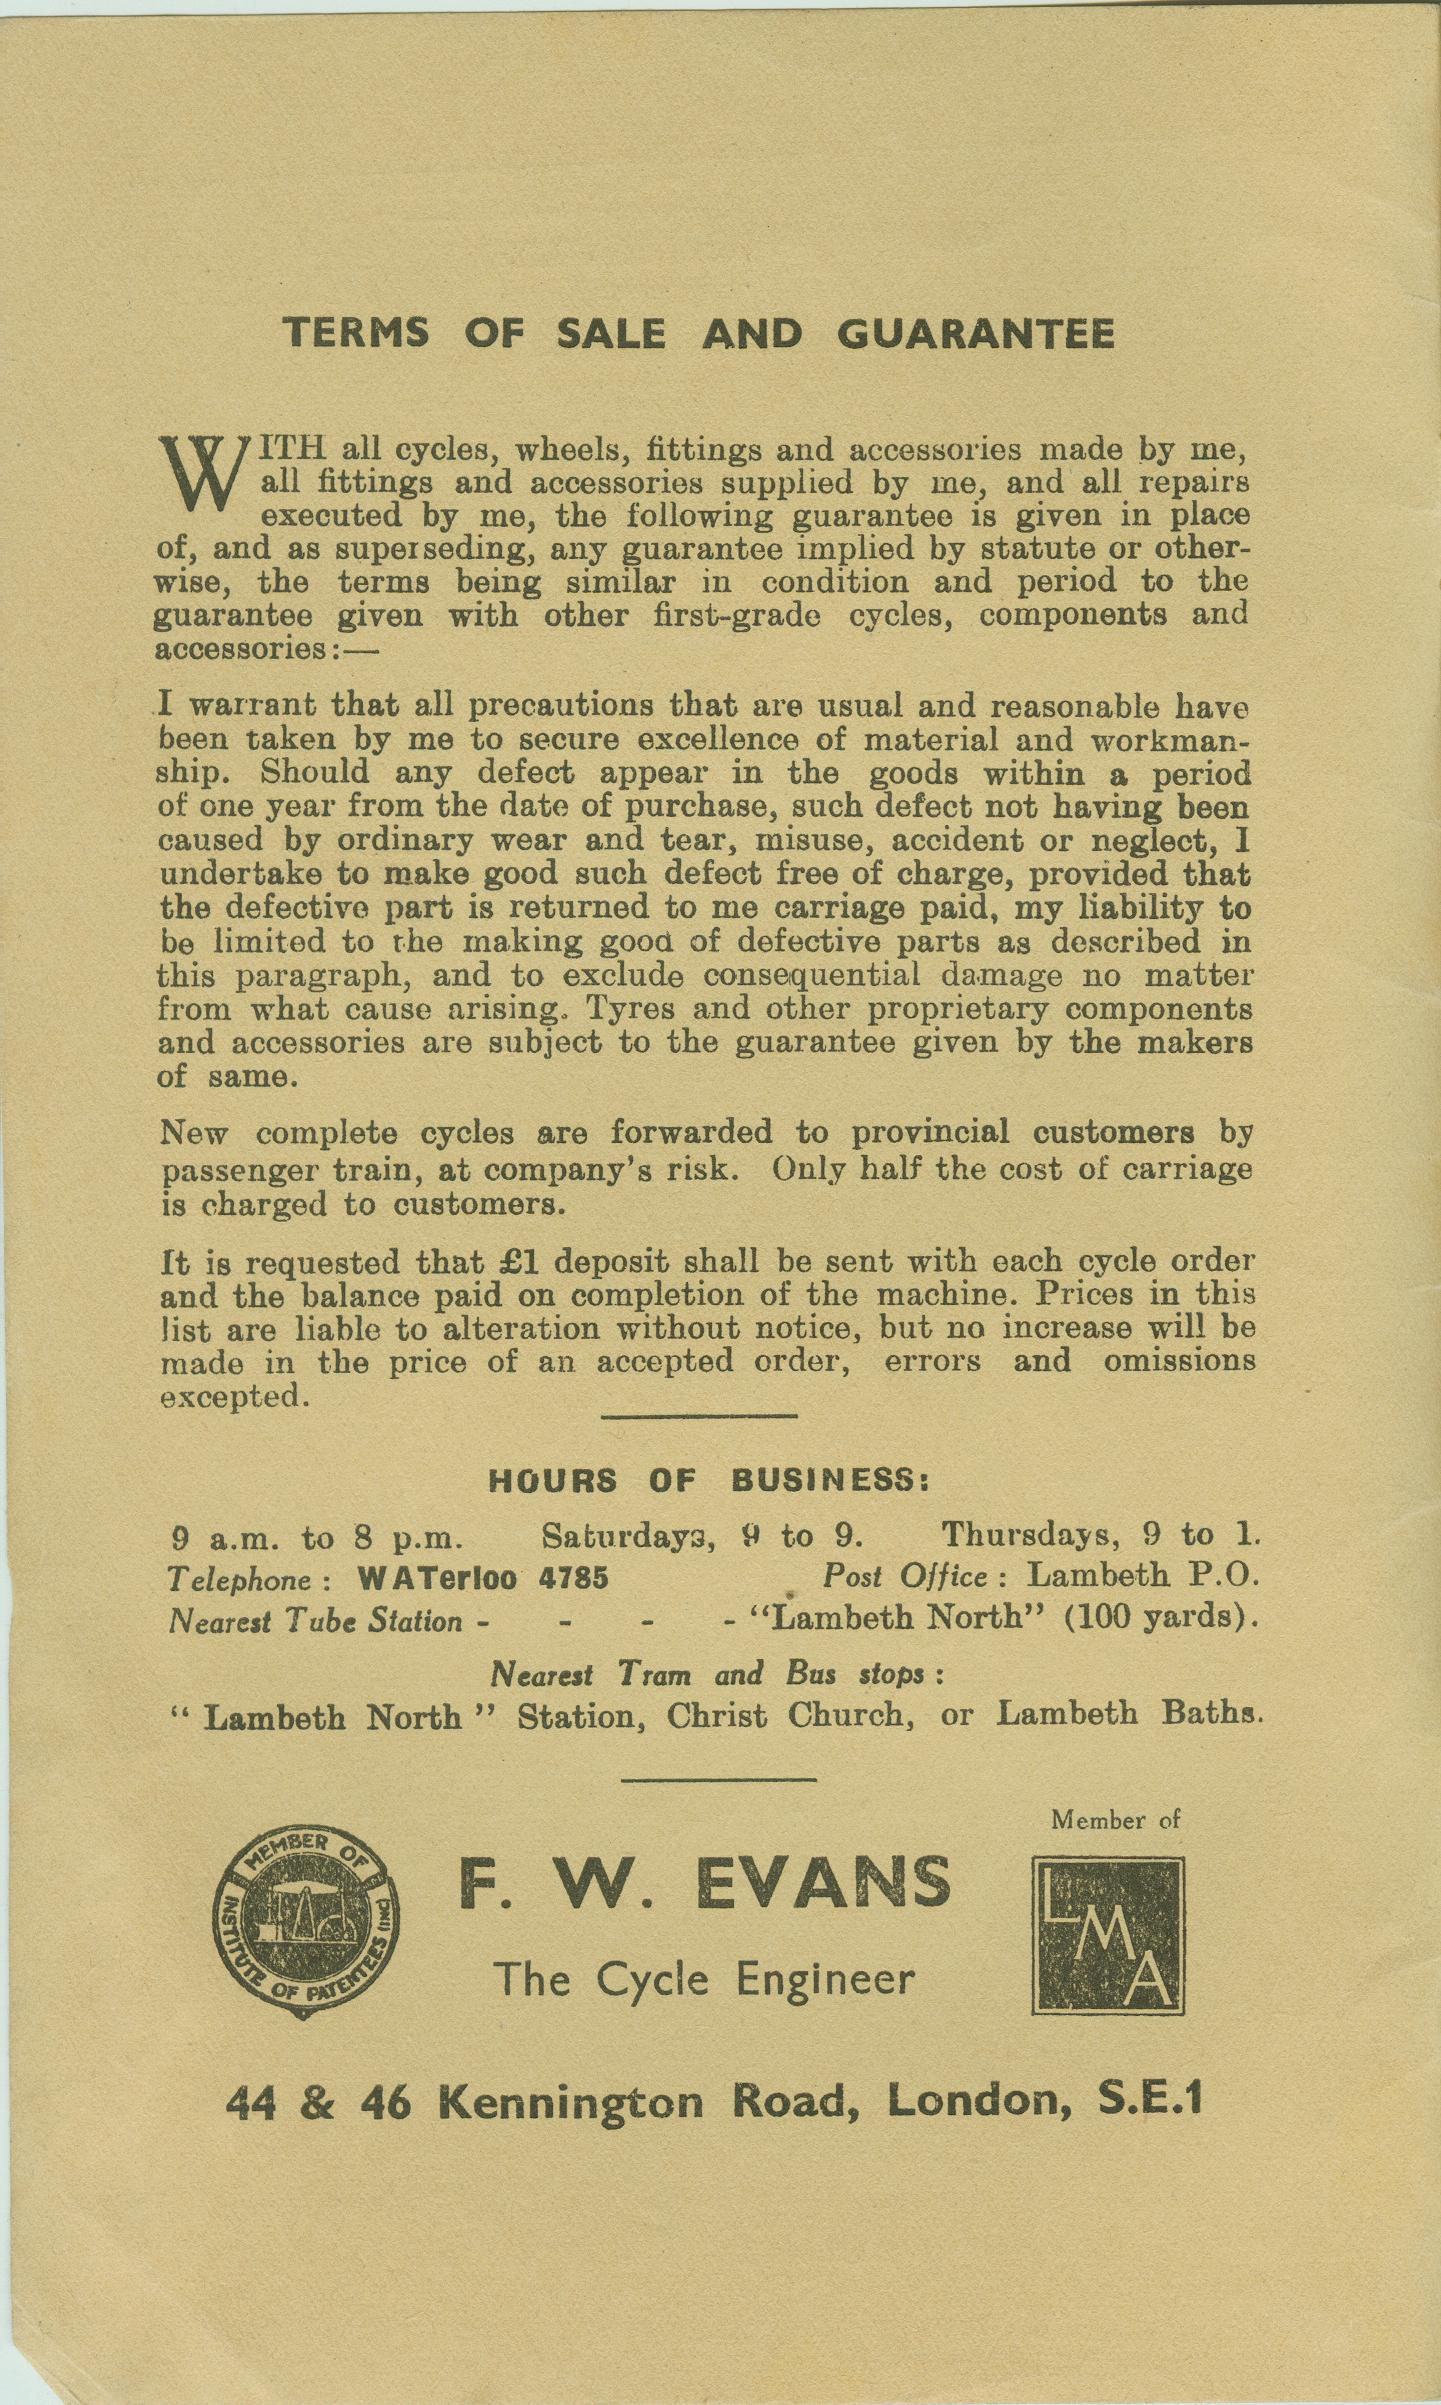 TERMS OF SALE AND GUARANTEE
WITH all cycles, wheels, fittings and accessories made by me,
all fittings and accessories supplied by me, and all repairs
executed by me, the following guarantee is given in place
of, and as superseding, any guarantee implied by statute or other-
wise, the terms being similar in condition and period to the
guarantee given with other first-grade cycles, components and
accessories:—
I warrant that all precautions that are usual and reasonable have
been taken by me to secure excellence of material and workman-
ship. Should any defect appear in the goods within a period
of one year from the date of purchase, such defect not having been
caused by ordinary wear and tear, misuse, accident or neglect, I
undertake to make good such defect free of charge, provided that
the defective part is returned to me carriage paid, my liability to
be limited to the making good of defective parts as described in
this paragraph, and to exclude consequential damage no matter
from what cause arising. Tyres and other proprietary components
and accessories are subject to the guarantee given by the makers
of same.
New complete cycles are forwarded to provincial customers by
passenger train, at company's risk. Only half the cost of carriage
is charged to customers.
It is requested that £1 deposit shall be sent with each cycle order
and the balance paid on completion of the machine. Prices in this
list are liable to alteration without notice, but no increase will be
made in the price of an accepted order, errors and omissions
excepted.
HOURS OF BUSINESS:
9 a.m. to 8 p.m. Saturdays, 9 to 9. Thursdays, 9 to 1.
Telephone : WATerloo 4785 Post Office : Lambeth P.O.
Nearest Tube Station - - - - "Lambeth North" (100 yards).
Nearest Tram and Bus stops :
" Lambeth North " Station, Christ Church, or Lambeth Baths.
MEMBER OF INSTITUTE OF PATENTEES (INC)
F. W. EVANS
The Cycle Engineer
Member of
LMA
44 & 46 Kennington Road, London, S.E.1